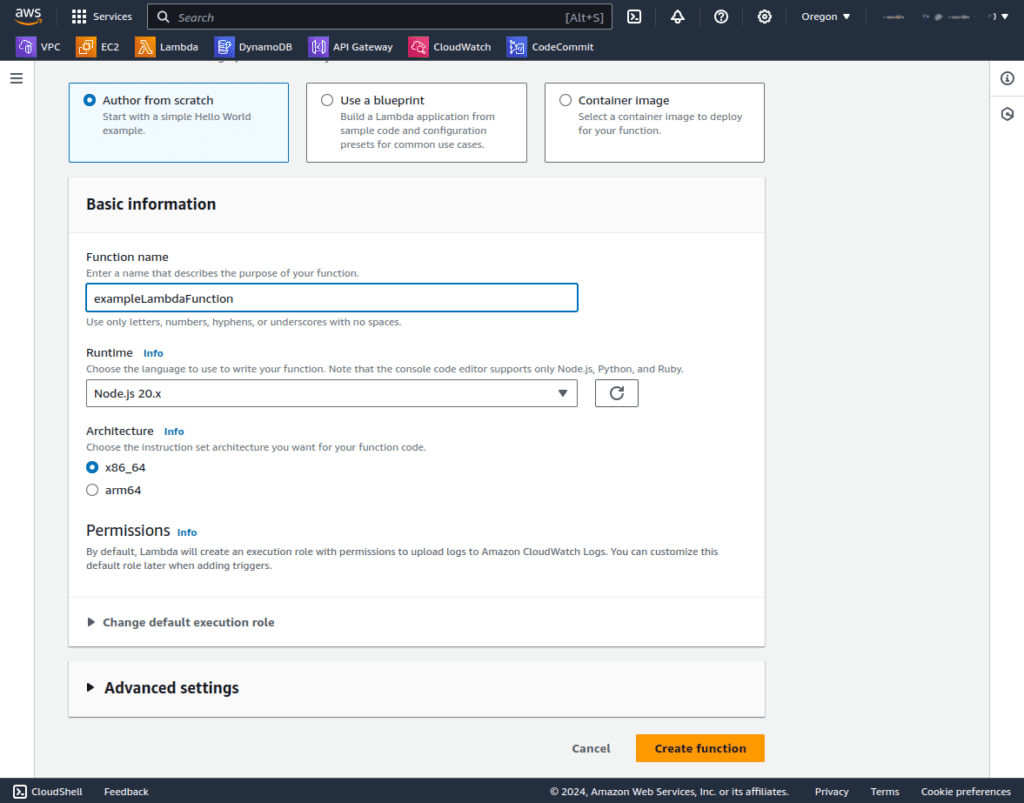 aws
Services
Search
[Alt+S]
Oregon
VPC
EC2
Lambda
DynamoDB
API Gateway
CloudWatch
CodeCommit
Author from scratch
Start with a simple Hello World
example.
Use a blueprint
Build a Lambda application from
sample code and configuration
presets for common use cases.
Container image
Select a container image to deploy
for your function.
Basic information
Function name
Enter a name that describes the purpose of your function.
exampleLambdaFunction
Use only letters, numbers, hyphens, or underscores with no spaces.
Runtime Info
Choose the language to use to write your function. Note that the console code editor supports only Node.js, Python, and Ruby.
Node.js 20.x
Architecture Info
Choose the instruction set architecture you want for your function code.
x86_64
arm64
Permissions Info
By default, Lambda will create an execution role with permissions to upload logs to Amazon CloudWatch Logs. You can customize this
default role later when adding triggers.
Change default execution role
Advanced settings
Cancel
Create function
CloudShell
Feedback
© 2024, Amazon Web Services, Inc. or its affiliates.
Privacy
Terms
Cookie preferences